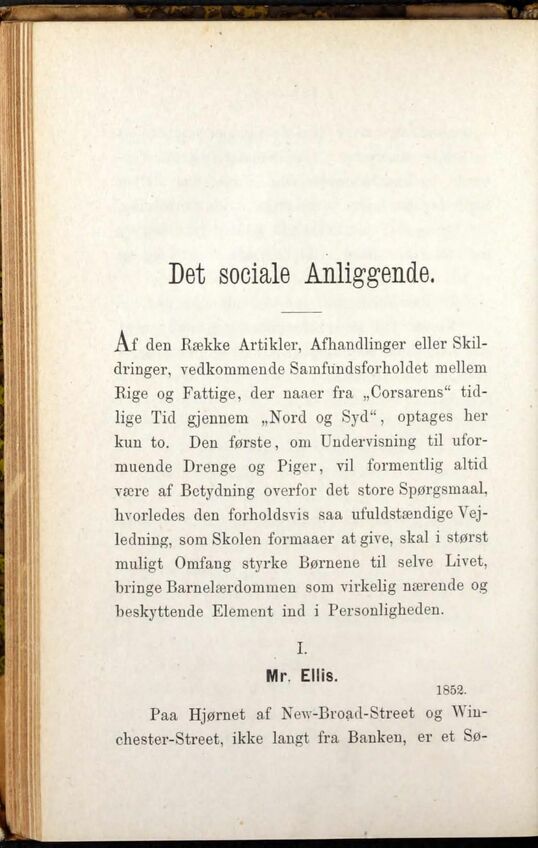 Det sociale Anliggende.
Af den Række Artikler, Afhandlinger eller Skil-
dringer, vedkommende Samfundsforholdet mellem
Rige og Fattige, der naaer fra „Corsarens“ tid-
lige Tid gjennem „Nord og Syd“, optages her
kun to. Den første, om Undervisning til ufor-
muende Drenge og Piger, vil formentlig altid
være af Betydning overfor det store Spørgsmaal,
hvorledes den forholdsvis saa ufuldstændige Vej-
ledning, som Skolen formaaer at give, skal i størst
muligt Omfang styrke Børnene til selve Livet,
bringe Barnelærdommen som virkelig nærende og
beskyttende Element ind i Personligheden.
I.
Mr. Ellis.
1852.
Paa Hjørnet af New-Broad-Street og Win-
chester-Street, ikke langt fra Banken, er et Sø-